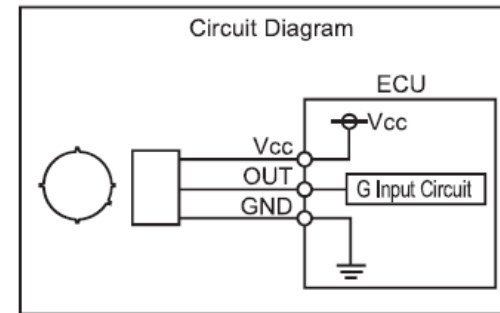 Circuit Diagram
ECU
Vcc
Vcc
OUT
G Input Circuit
GND